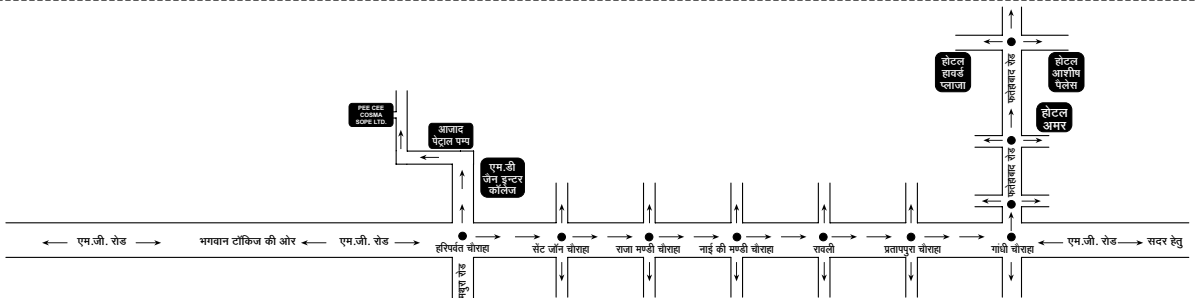 होटल
हावर्ड
प्लाजा
फतेहाबाद रोड
होटल
आशीष
पैलेस
PEE CEE
COSMA
SOPE LTD.
आजाद
पेट्राल पम्प
होटल
अमर
एम.डी
जैन इन्टर
कॉलेज
फतेहाबाद रोड
एम.जी. रोड
भगवान टॉकिज की ओर
एम.जी. रोड
हरिपर्वत चौराहा
सेंट जॉन चौराहा
राजा मण्डी चौराहा
नाई की मण्डी चौराहा
रावली
प्रतापपुरा चौराहा
गांधी चौराहा
एम.जी. रोड
सदर हेतु
मथुरा रोड